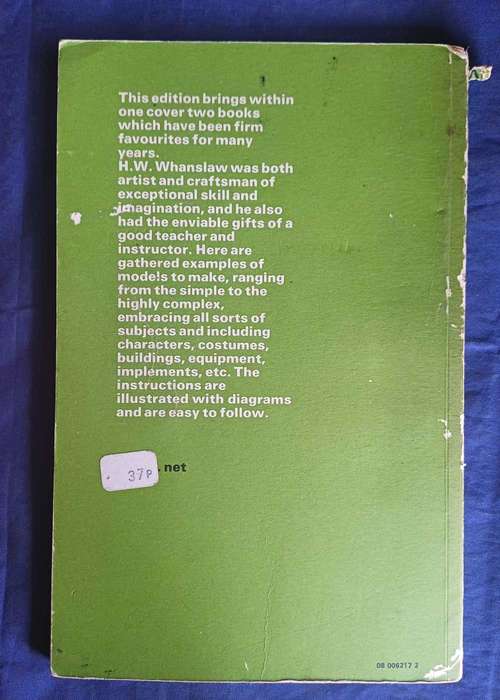 This edition brings within
one cover two books
which have been firm
favourites for many
years.
H.W. Whanslaw was both
artist and craftsman of
exceptional skill and
imagination, and he also
had the enviable gifts of a
good teacher and
instructor. Here are
gathered examples of
models to make, ranging
from the simple to the
highly complex,
embracing all sorts of
subjects and including
characters, costumes,
buildings, equipment,
implements, etc. The
instructions are
illustrated with diagrams
and are easy to follow.
37P
net
08 006217 2